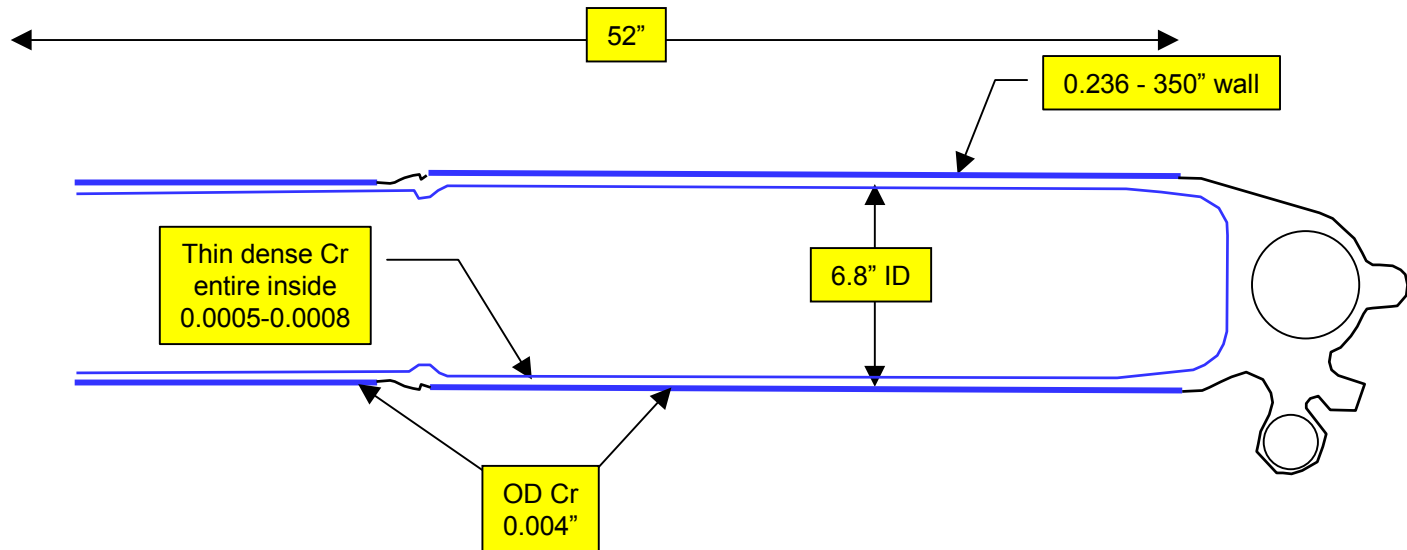 52”
0.236 - 350” wall
Thin dense Cr
entire inside
0.0005-0.0008
6.8” ID
OD Cr
0.004”